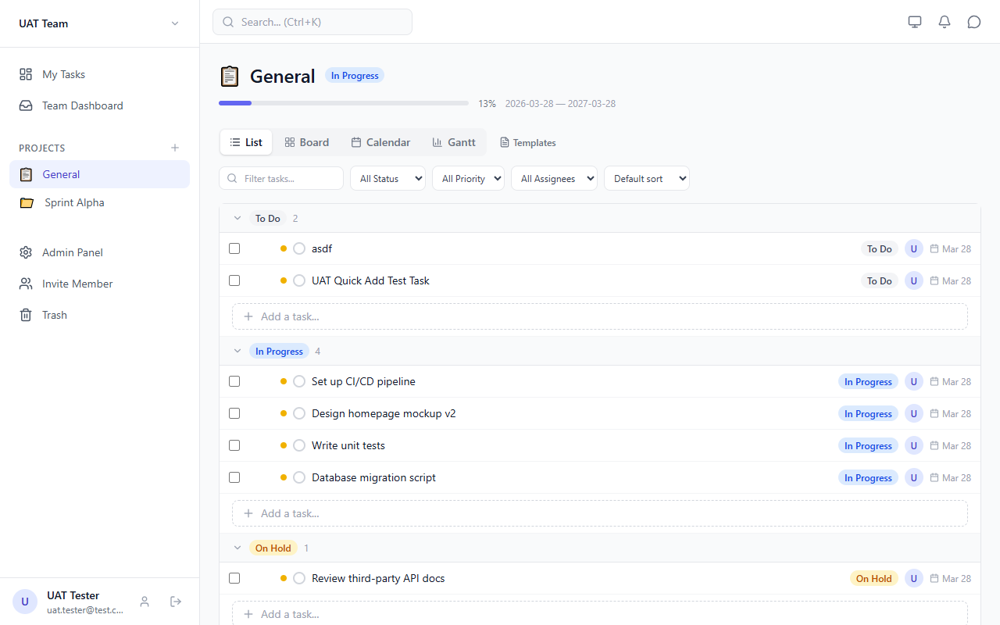 UAT Team
Search... (Ctrl+K)
My Tasks
Team Dashboard
PROJECTS
General
Sprint Alpha
Admin Panel
Invite Member
Trash
UAT Tester
uat.tester@test.c...
U
General In Progress
13% 2026-03-28 — 2027-03-28
List Board Calendar Gantt Templates
Filter tasks... All Status All Priority All Assignees Default sort
To Do 2
asdf To Do U Mar 28
UAT Quick Add Test Task To Do U Mar 28
Add a task...
In Progress 4
Set up CI/CD pipeline In Progress U Mar 28
Design homepage mockup v2 In Progress U Mar 28
Write unit tests In Progress U Mar 28
Database migration script In Progress U Mar 28
Add a task...
On Hold 1
Review third-party API docs On Hold U Mar 28
Add a task...